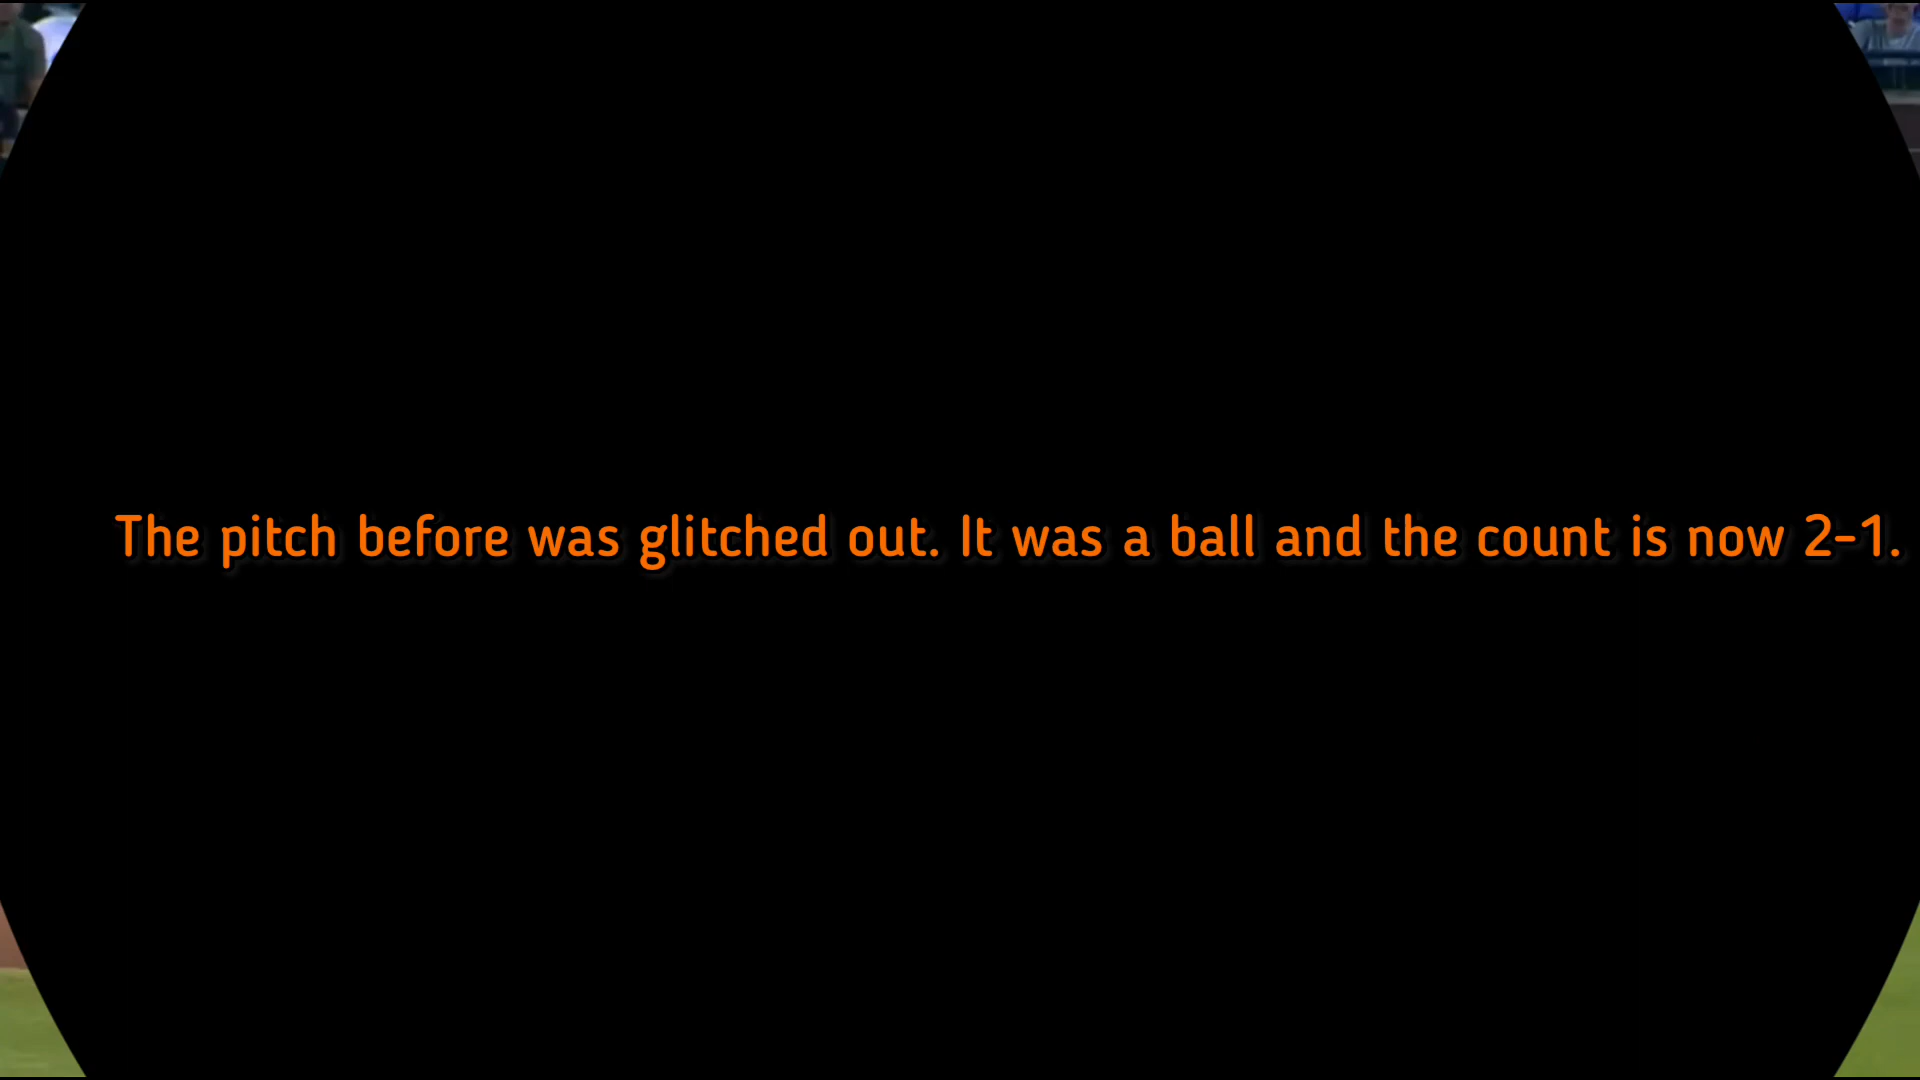 The pitch before was glitched out. It was a ball and the count is now 2-1.